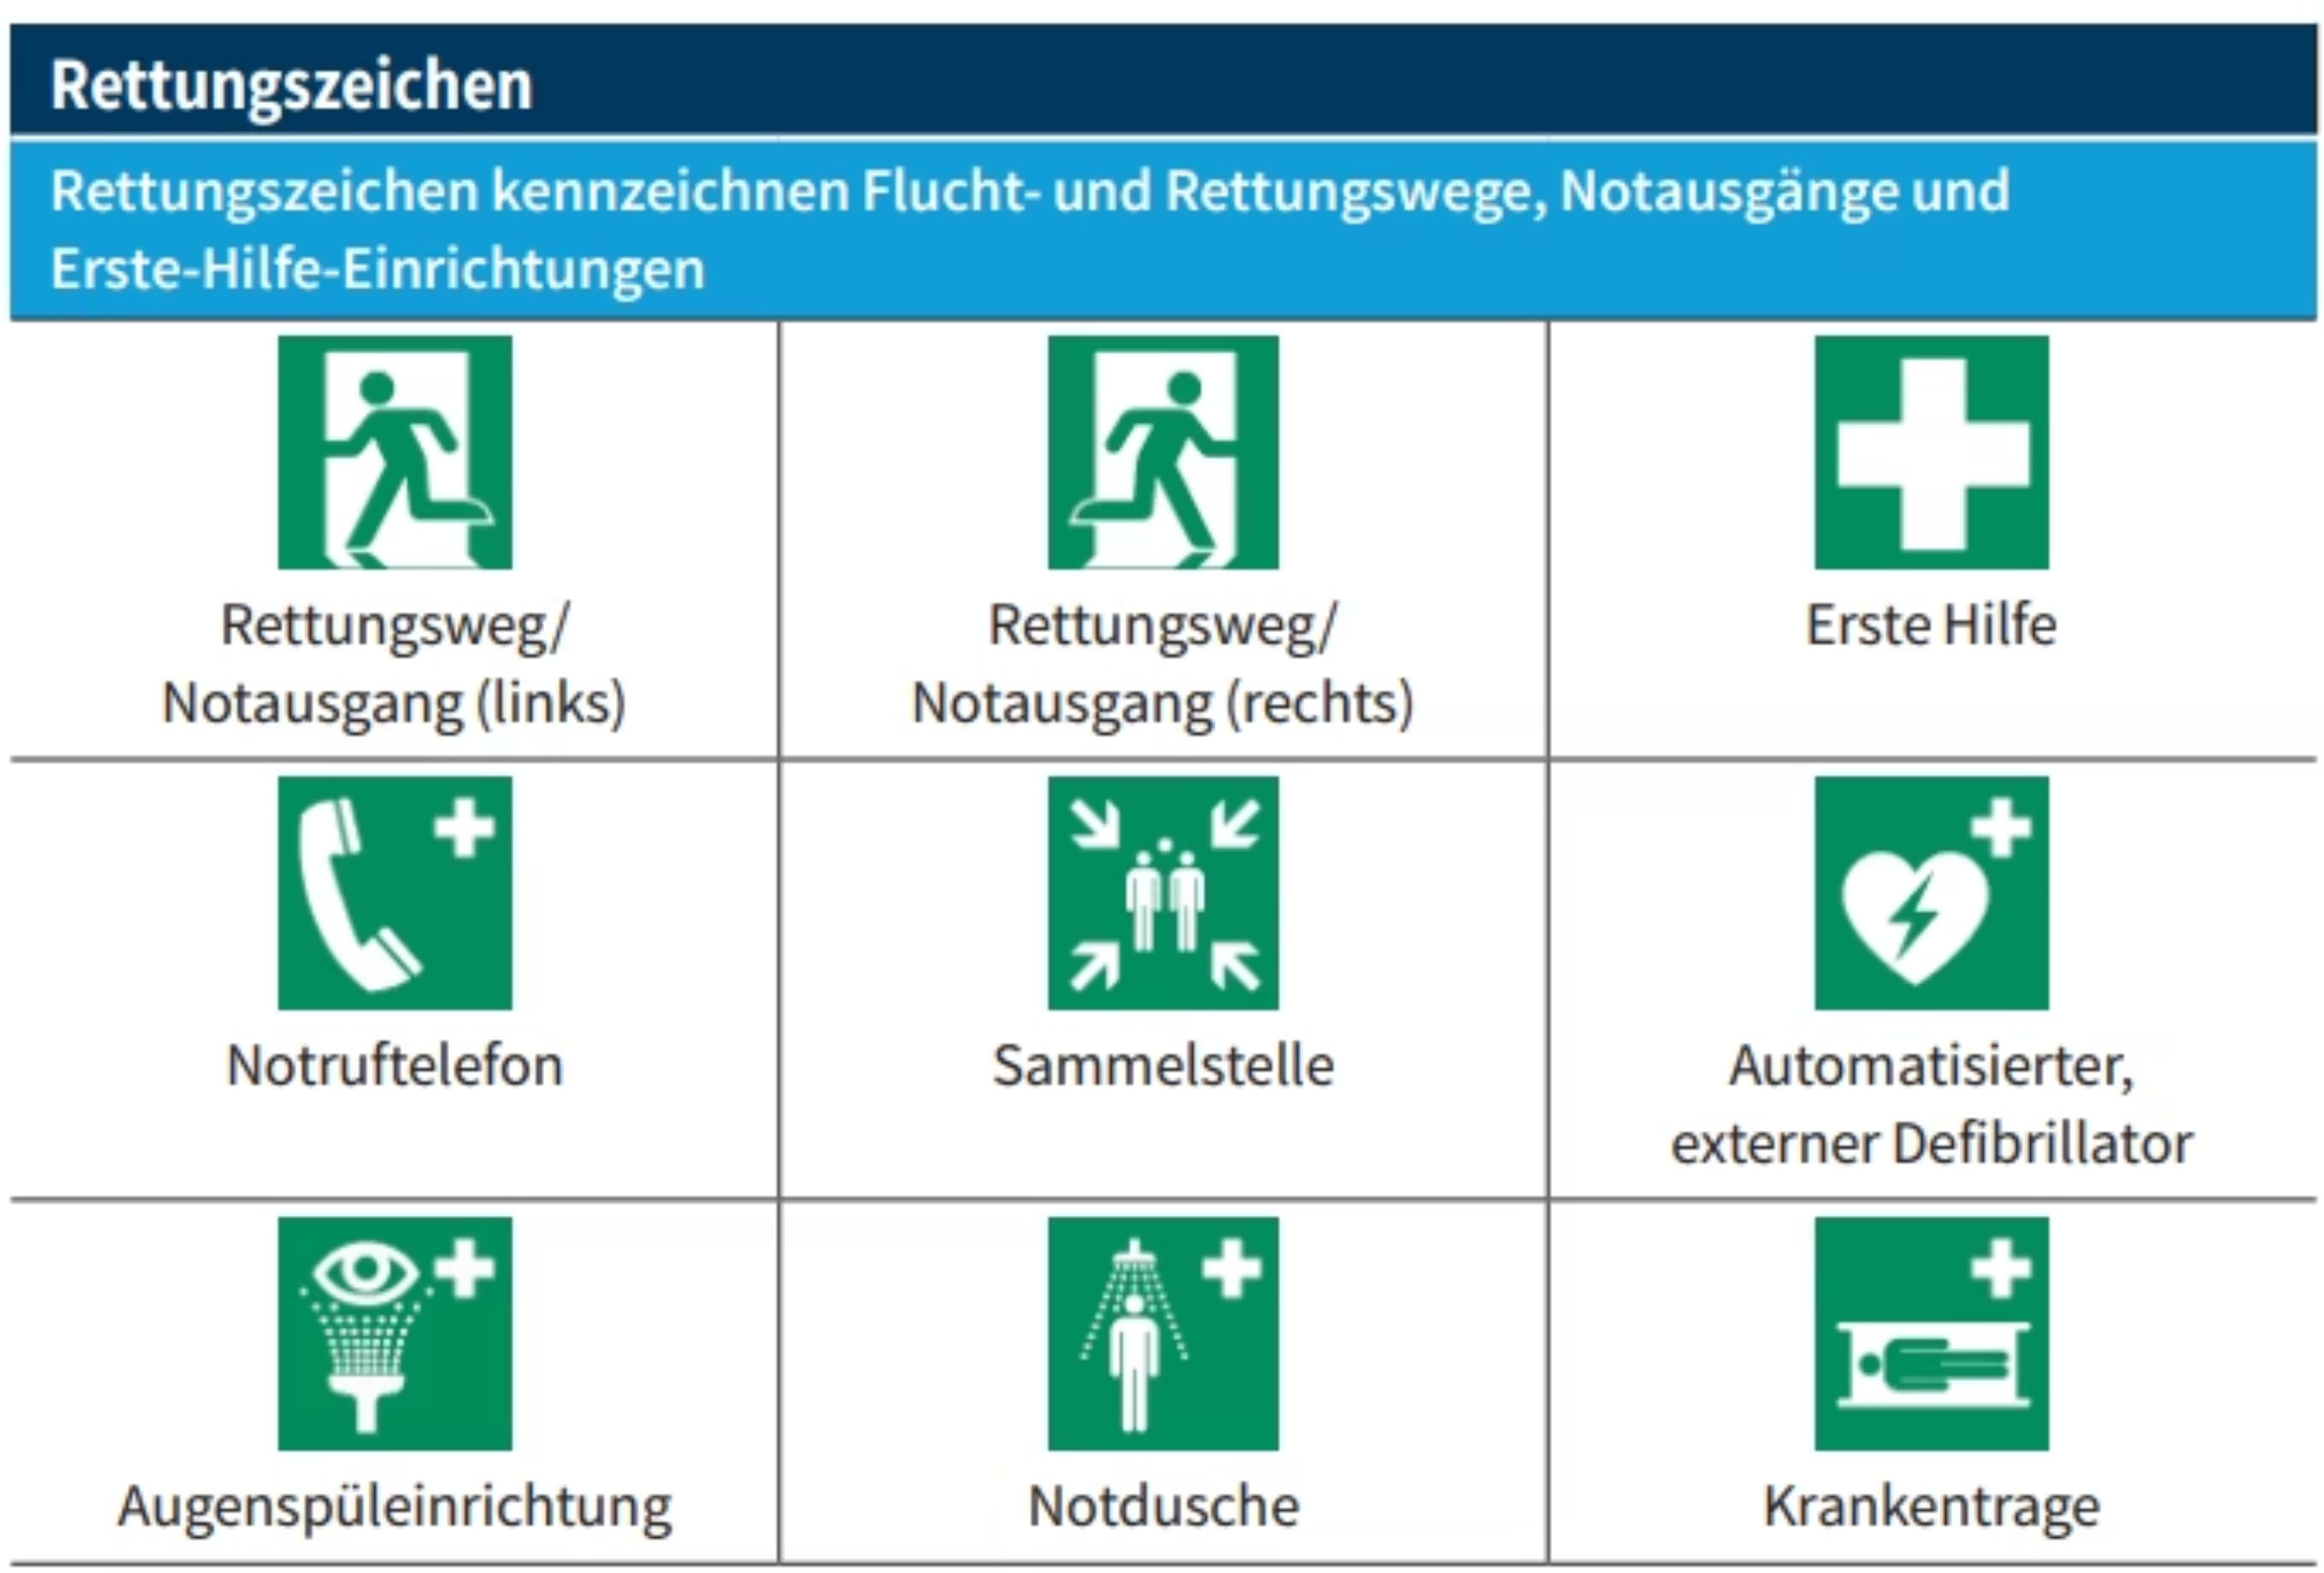 Rettungszeichen
Rettungszeichen kennzeichnen Flucht- und Rettungswege, Notausgänge und
Erste-Hilfe-Einrichtungen
Rettungsweg/
Notausgang (links)
Rettungsweg/
Notausgang (rechts)
Erste Hilfe
Notruftelefon
Sammelstelle
Automatisierter,
externer Defibrillator
Augenspüleinrichtung
Notdusche
Krankentrage